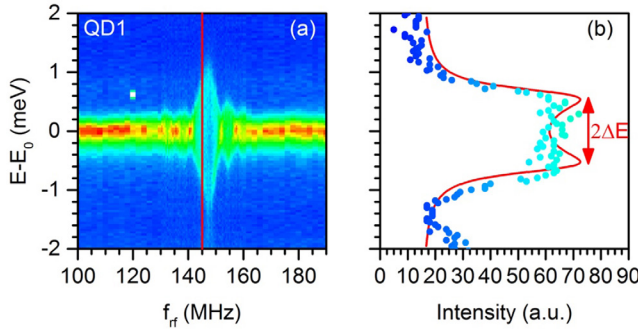 QD1
(a)
(b)
2
1
0
-1
-2
E-E0 (meV)
2ΔE
100 120 140 160 180
0 10 20 30 40 50 60 70 80 90
frf (MHz)
Intensity (a.u.)